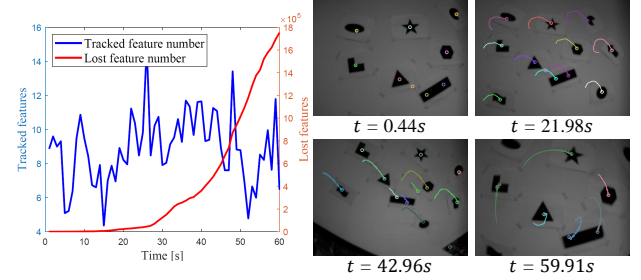 ×10⁵
16
14
12
10
8
6
4
18
16
14
12
10
8
6
4
2
0
1
10
20
30
40
50
60
Tracked feature number
Lost feature number
Tracked features
Lost features
Time [s]
t = 0.44s
t = 21.98s
t = 42.96s
t = 59.91s